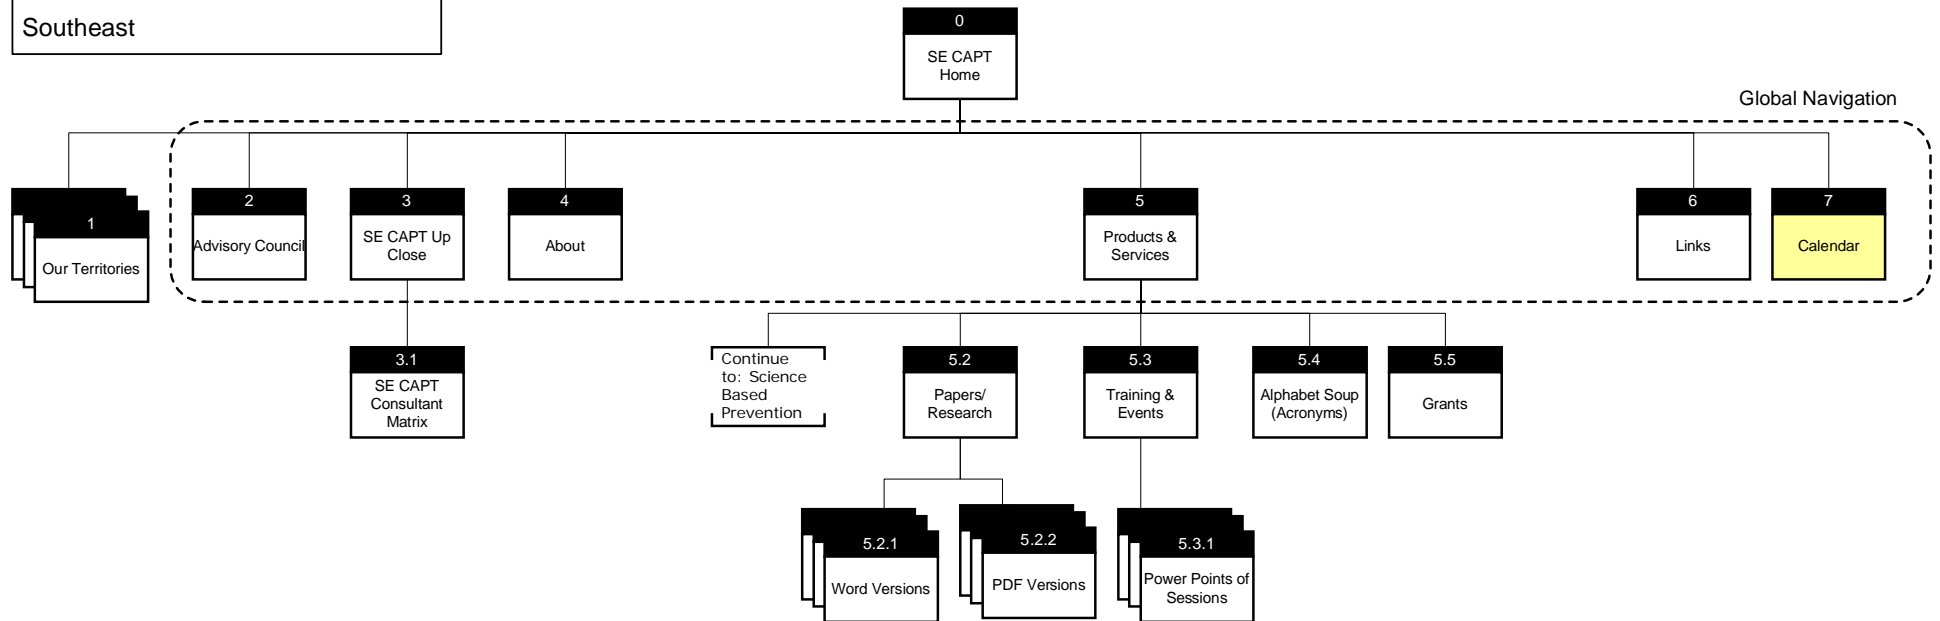 Southeast
0
SE CAPT
Home
Global Navigation
1
Our Territories
2
Advisory Council
3
SE CAPT Up
Close
4
About
5
Products &
Services
6
Links
7
Calendar
3.1
SE CAPT
Consultant
Matrix
Continue
to: Science
Based
Prevention
5.2
Papers/
Research
5.3
Training &
Events
5.4
Alphabet Soup
(Acronyms)
5.5
Grants
5.2.1
Word Versions
5.2.2
PDF Versions
5.3.1
Power Points of
Sessions